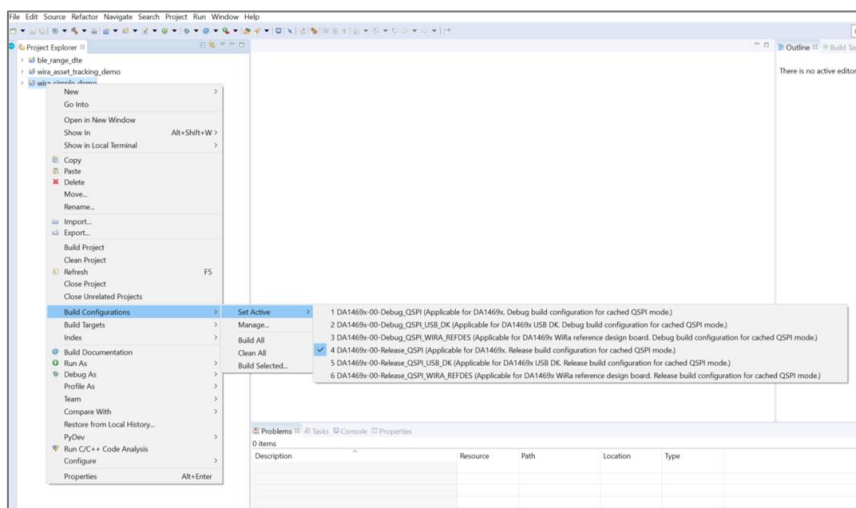 File Edit Source Refactor Navigate Search Project Run Window Help
Project Explorer
Outline Build Tar
ble_range_dte
There is no active editor
wira_asset_tracking_demo
wira_simple_demo
New
Go Into
Open in New Window
Show In Alt+Shift+W >
Show in Local Terminal
Copy
Paste
Delete
Move...
Rename...
Import...
Export...
Build Project
Clean Project
Refresh F5
Close Project
Close Unrelated Projects
Build Configurations
Build Targets
Index
Build Documentation
Run As
Debug As
Profile As
Team
Compare With
Restore from Local History...
PyDev
Run C/C++ Code Analysis
Configure
Properties Alt+Enter
Set Active
Manage...
Build All
Clean All
Build Selected...
1 DA1469x-00-Debug_QSPI (Applicable for DA1469x. Debug build configuration for cached QSPI mode.)
2 DA1469x-00-Debug_QSPI_USB_DK (Applicable for DA1469x USB DK. Debug build configuration for cached QSPI mode.)
3 DA1469x-00-Debug_QSPI_WIRA_REFDES (Applicable for DA1469x WiRa reference design board. Debug build configuration for cached QSPI mode.)
4 DA1469x-00-Release_QSPI (Applicable for DA1469x. Release build configuration for cached QSPI mode.)
5 DA1469x-00-Release_QSPI_USB_DK (Applicable for DA1469x USB DK. Release build configuration for cached QSPI mode.)
6 DA1469x-00-Release_QSPI_WIRA_REFDES (Applicable for DA1469x WiRa reference design board. Release build configuration for cached QSPI mode.)
Problems Tasks Console Properties
0 items
Description Resource Path Location Type